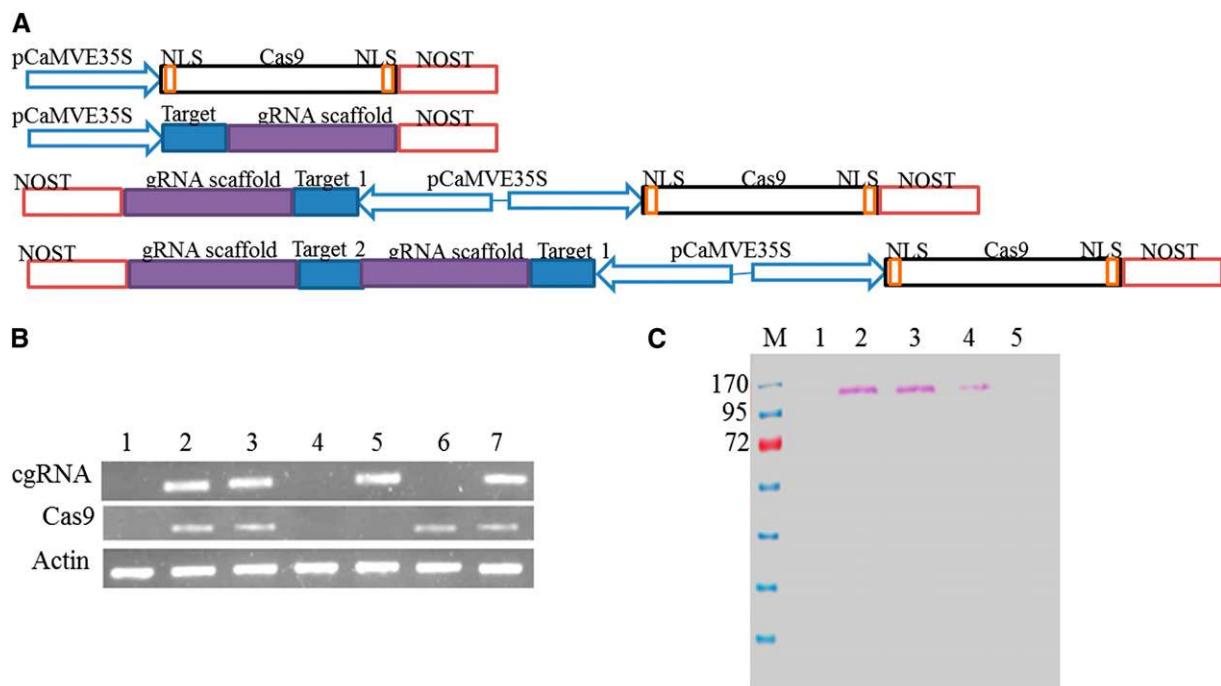 A
pCaMVE35S NLS Cas9 NLS NOST
pCaMVE35S Target gRNA scaffold NOST
NOST gRNA scaffold Target 1 pCaMVE35S NLS Cas9 NLS NOST
NOST gRNA scaffold Target 2 gRNA scaffold Target 1 pCaMVE35S NLS Cas9 NLS NOST
B
1 2 3 4 5 6 7
cgRNA
Cas9
Actin
C
M 1 2 3 4 5
170
95
72